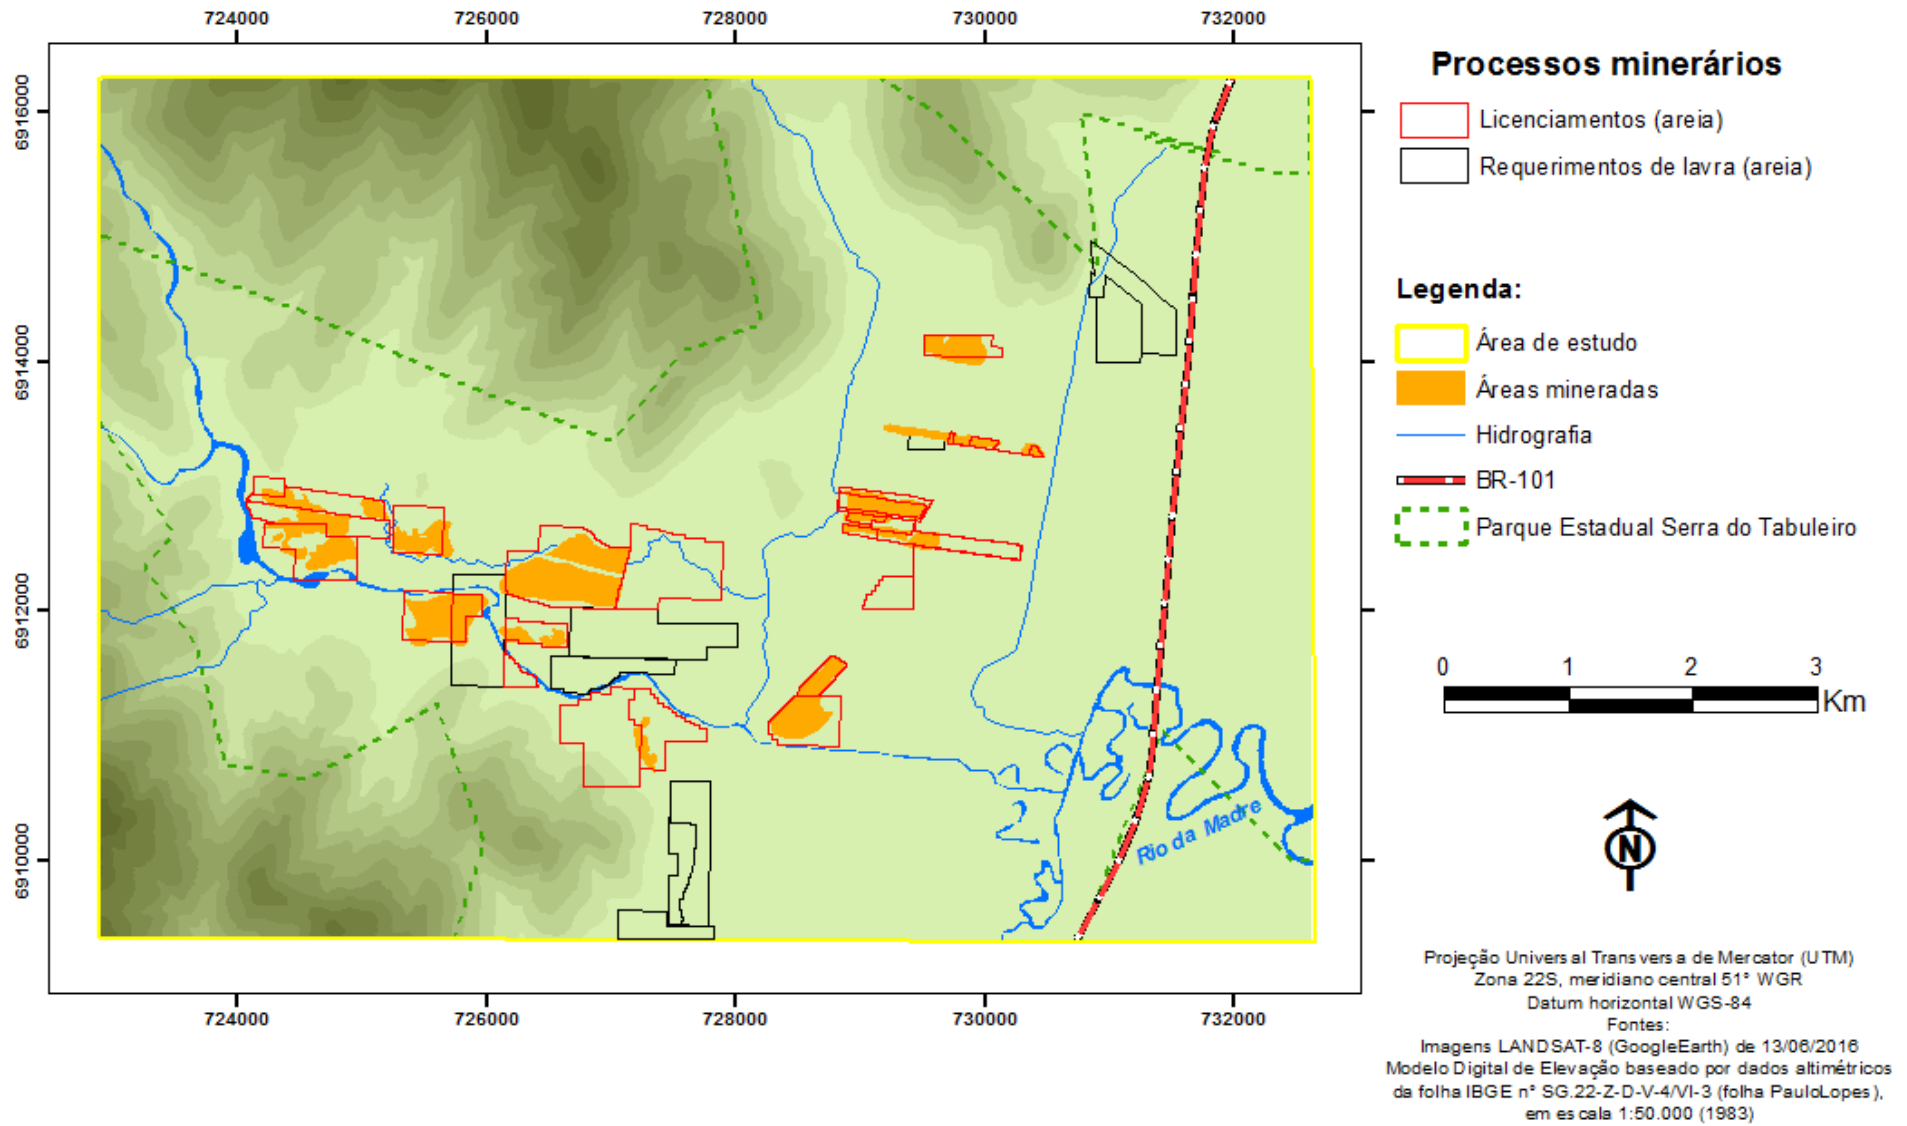 724000 726000 728000 730000 732000
6916000
6914000
6912000
6910000
Rio da Madre
724000 726000 728000 730000 732000
Processos minerários
Licenciamentos (areia)
Requerimentos de lavra (areia)
Legenda:
Área de estudo
Áreas mineradas
Hidrografia
BR-101
Parque Estadual Serra do Tabuleiro
0 1 2 3
Km
N
Projeção Universal Transversa de Mercator (UTM)
Zona 22S, meridiano central 51° WGR
Datum horizontal WGS-84
Fontes:
Imagens LANDSAT-8 (GoogleEarth) de 13/06/2016
Modelo Digital de Elevação baseado por dados altimétricos
da folha IBGE n° SG.22-Z-D-V-4/VI-3 (folha PauloLopes),
em escala 1:50.000 (1983)